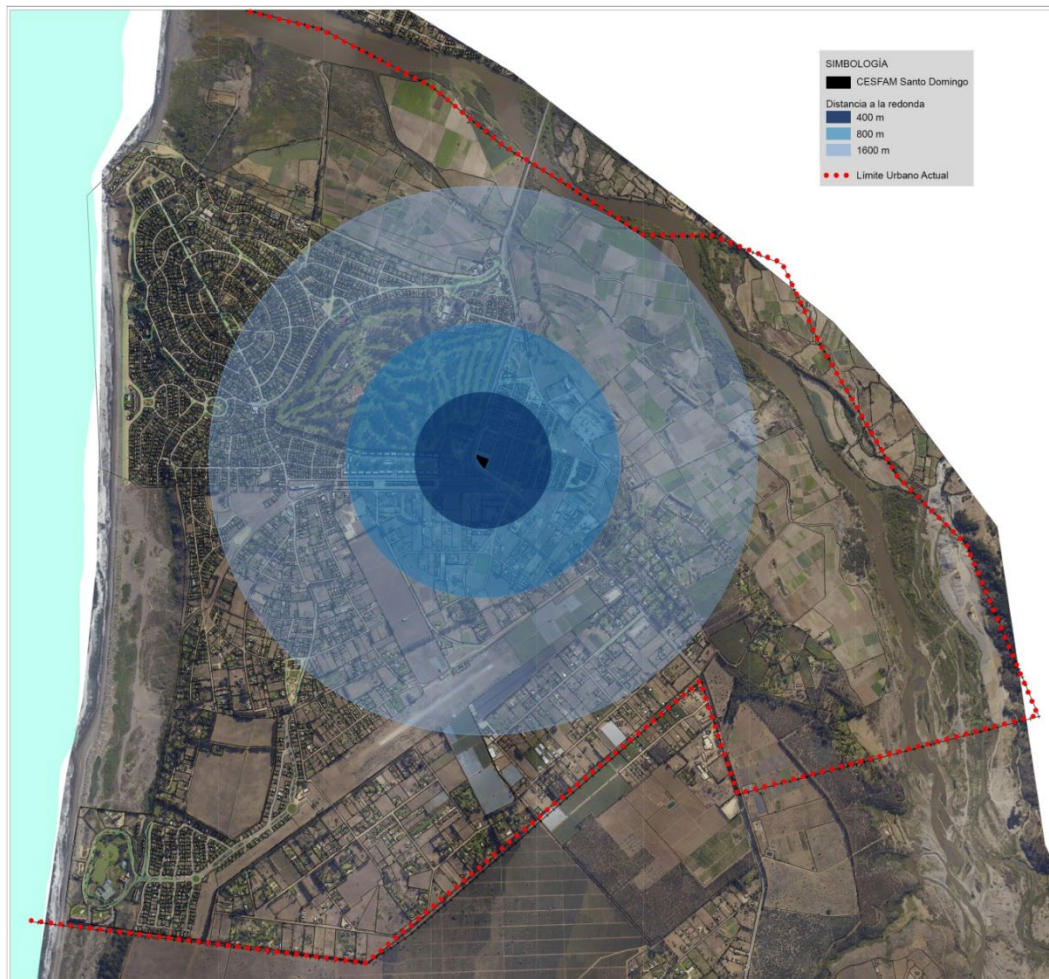 SIMBOLOGÍA
CESFAM Santo Domingo
Distancia a la redonda
400 m
800 m
1600 m
Límite Urbano Actual